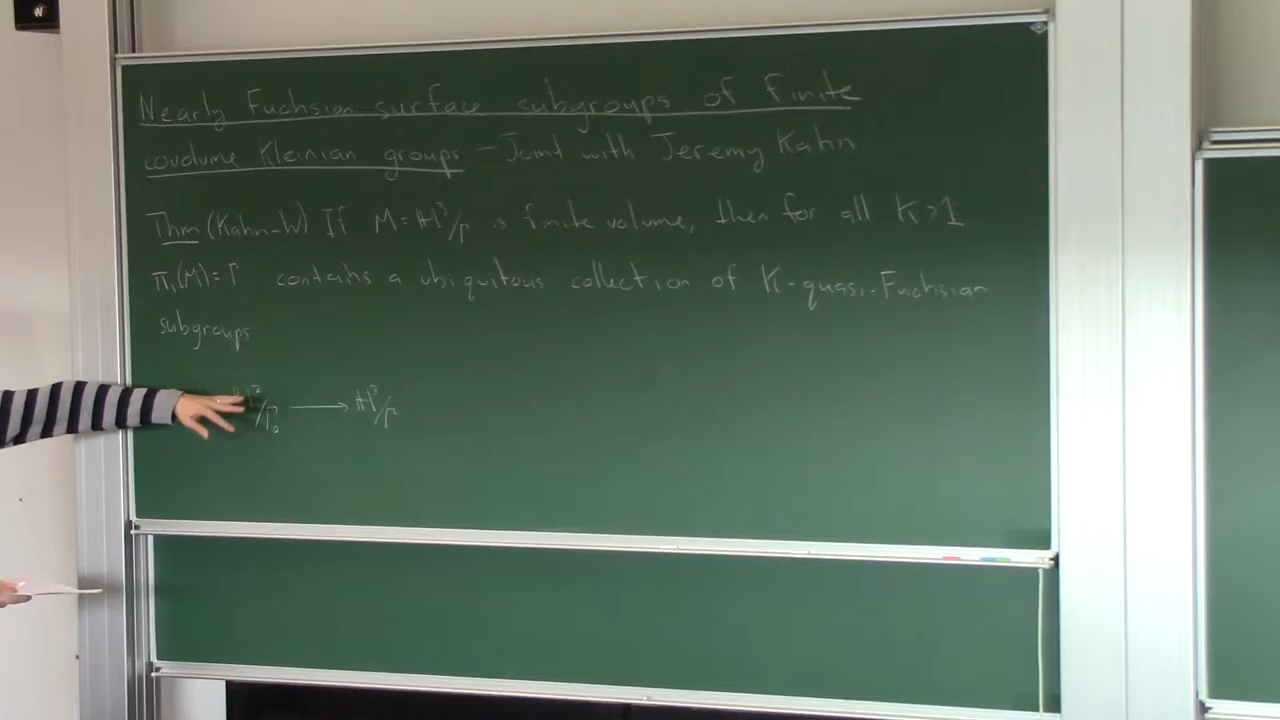 Nearly Fuchsian surface subgroups of finite
covolume Kleinian groups - Joint with Jeremy Kahn
Thm (Kahn-W) If M = ℍ³/Γ is finite volume, then for all K>1
π₁(M) = Γ contains a ubiquitous collection of K-quasi-Fuchsian
subgroups
ℍ²/Γ₀ ⟶ ℍ³/Γ